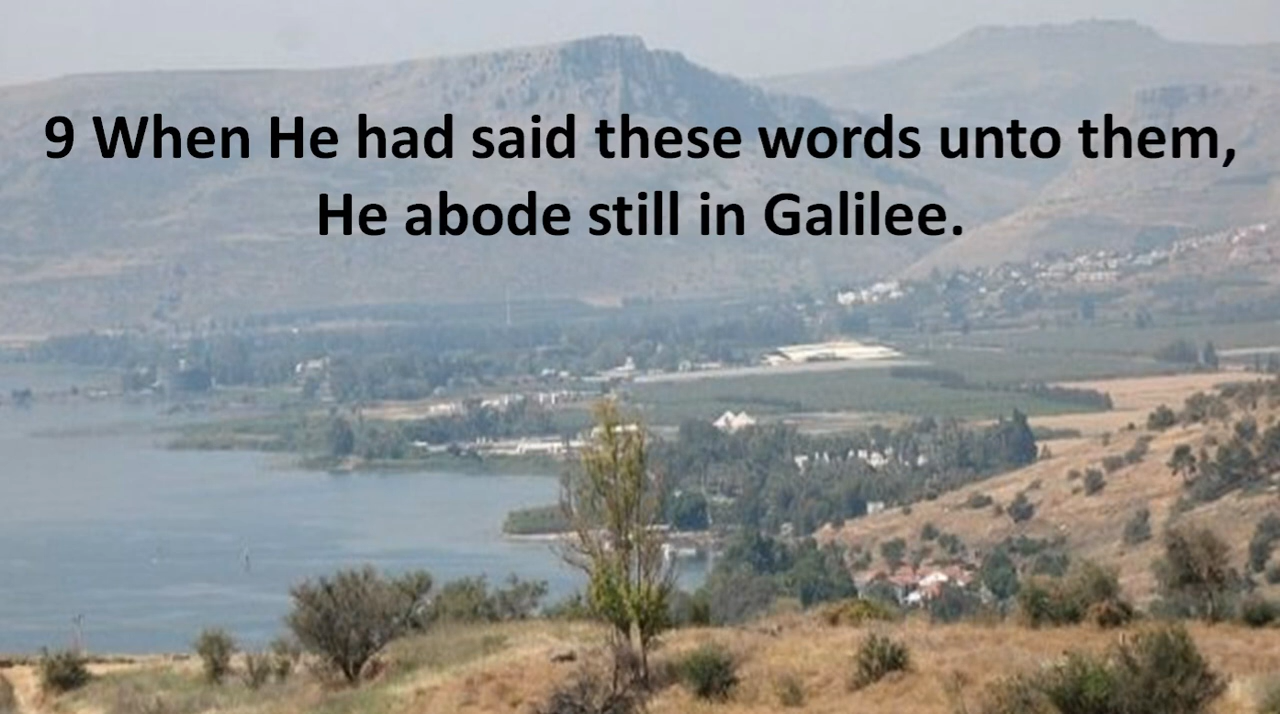 9 When He had said these words unto them,
He abode still in Galilee.